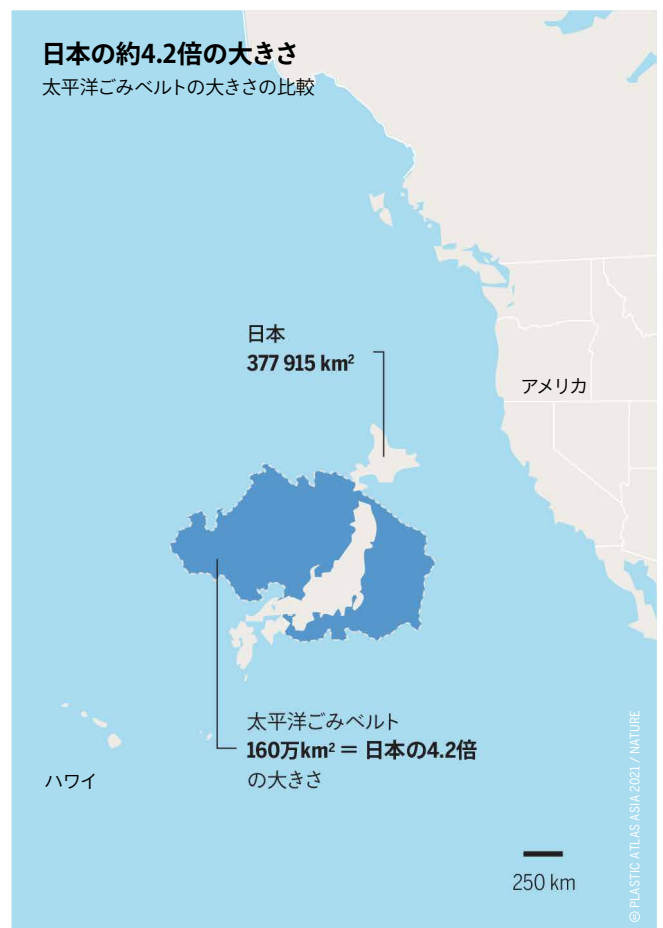 日本の約4.2倍の大きさ
太平洋ごみベルトの大きさの比較
日本
377 915 km²
アメリカ
太平洋ごみベルト
160万km² = 日本の4.2倍
の大きさ
ハワイ
250 km
PLASTIC ATLAS ASIA 2021 / NATURE